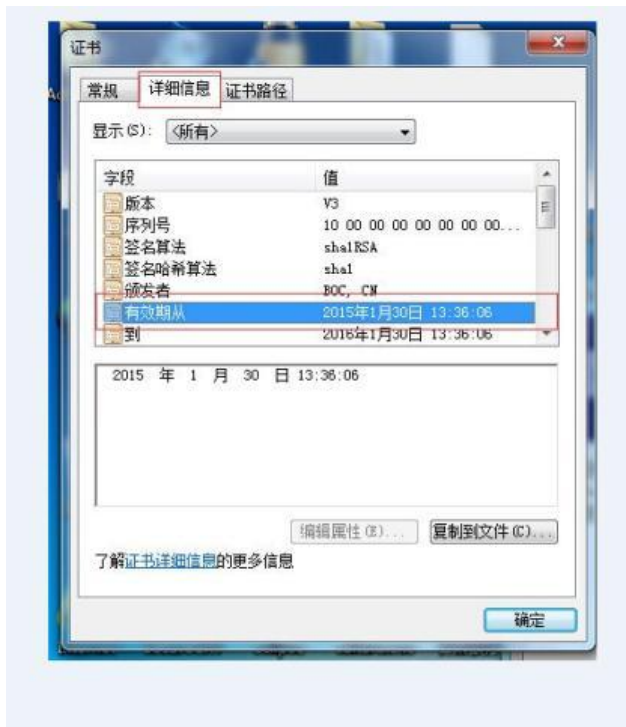 证书
常规 详细信息 证书路径
显示(S): <所有>
字段 值
版本 V3
序列号 10 00 00 00 00 00 00 00...
签名算法 sha1RSA
签名哈希算法 sha1
颁发者 BOC, CN
有效期从 2015年1月30日 13:36:06
到 2016年1月30日 13:36:06
2015 年 1 月 30 日 13:36:06
编辑属性(E)... 复制到文件(C)...
了解证书详细信息的更多信息
确定